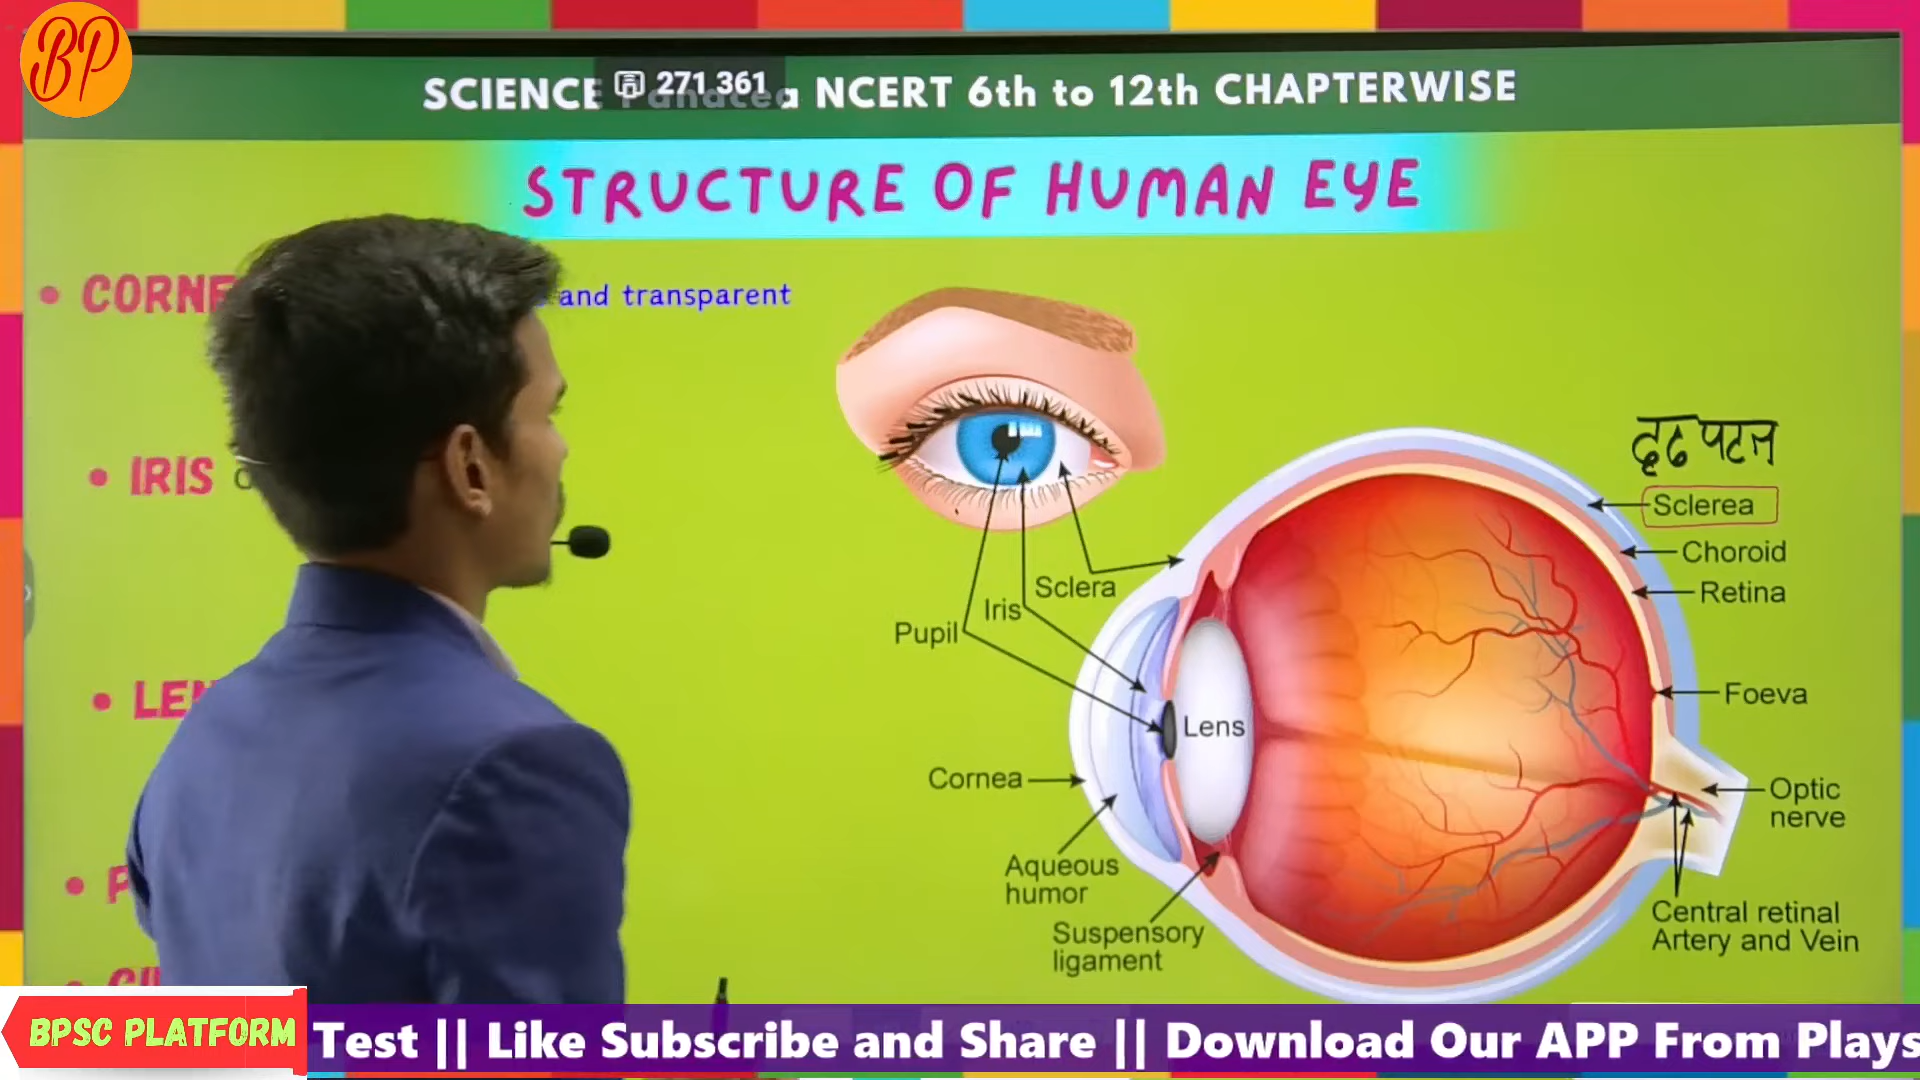 BP
SCIENCE Panacea NCERT 6th to 12th CHAPTERWISE
271 361
STRUCTURE OF HUMAN EYE
and transparent
IRIS
दृढ़ पटल
Sclerea
Choroid
Retina
Sclera
Iris
Pupil
Foeva
Lens
Cornea
Optic
nerve
Aqueous
humor
Central retinal
Artery and Vein
Suspensory
ligament
BPSC PLATFORM
Test || Like Subscribe and Share || Download Our APP From Plays